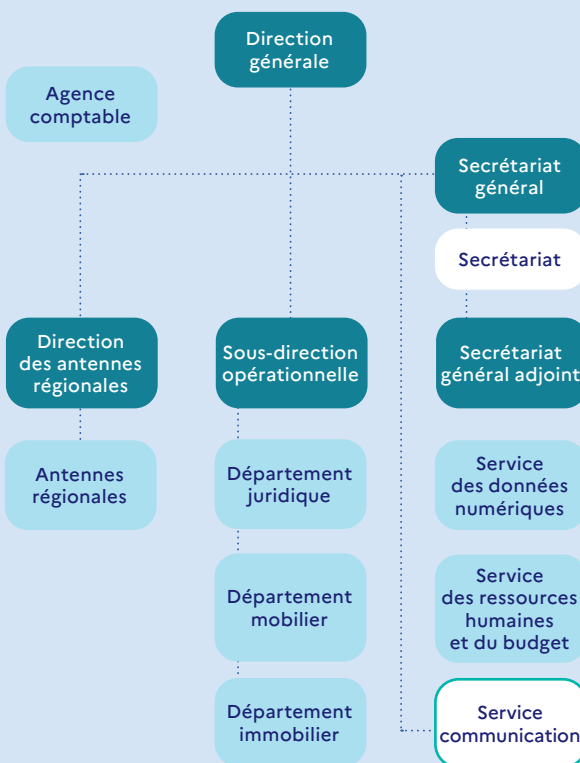 Direction
générale
Agence
comptable
Secrétariat
général
Secrétariat
Direction
des antennes
régionales
Sous-direction
opérationnelle
Secrétariat
général adjoint
Antennes
régionales
Département
juridique
Service
des données
numériques
Département
mobilier
Service
des ressources
humaines
et du budget
Département
immobilier
Service
communication